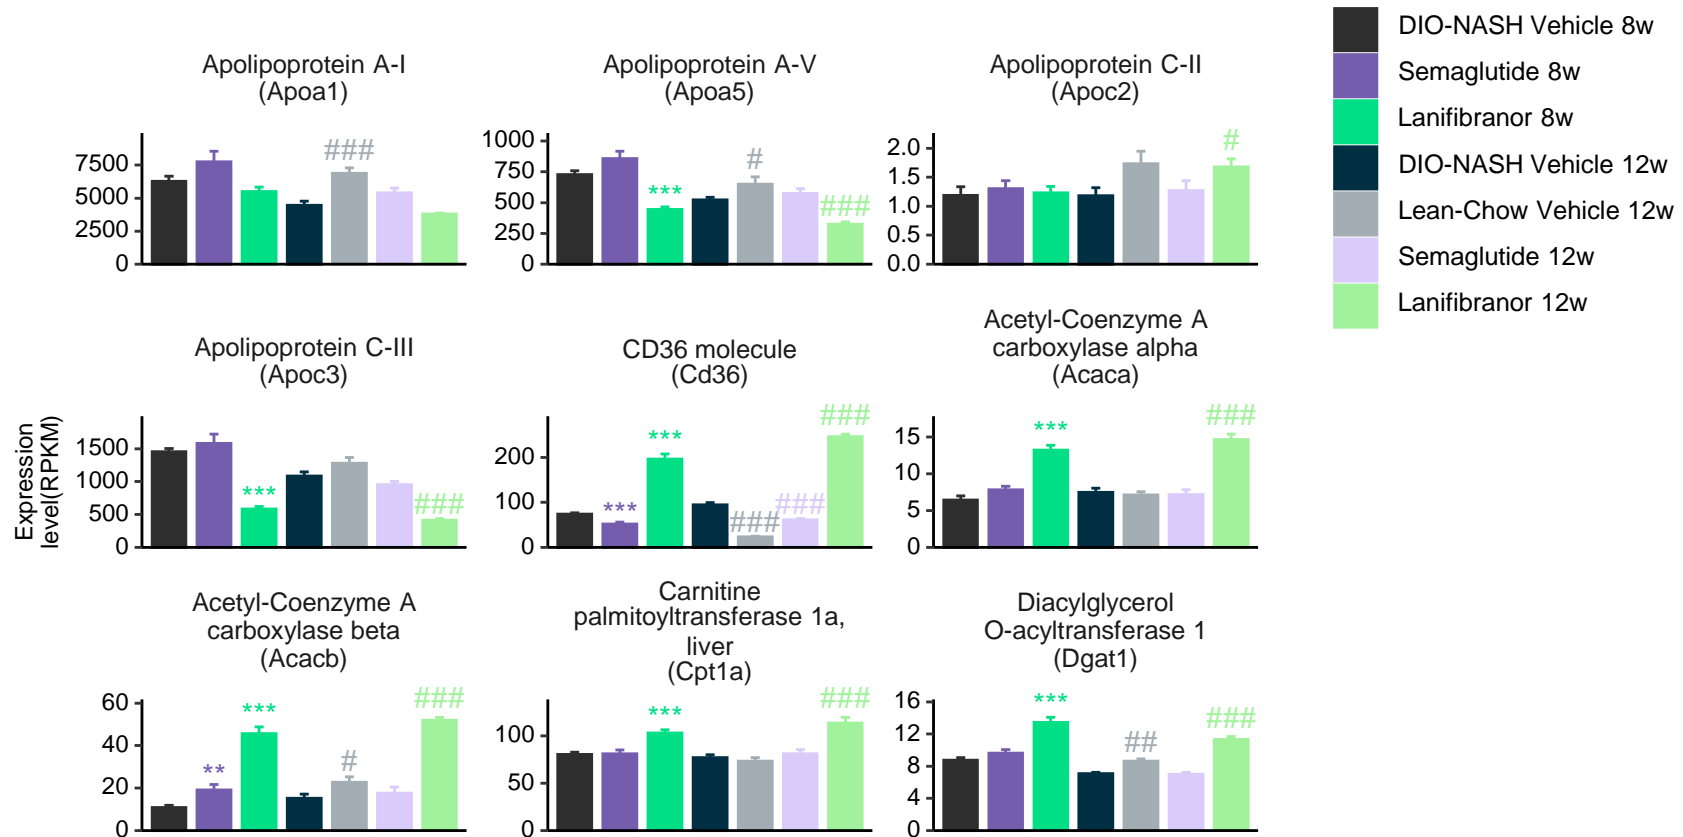 DIO-NASH Vehicle 8w
Semaglutide 8w
Lanifibranor 8w
DIO-NASH Vehicle 12w
Lean-Chow Vehicle 12w
Semaglutide 12w
Lanifibranor 12w
Apolipoprotein A-I
(Apoa1)
7500
5000
2500
0
###
Apolipoprotein A-V
(Apoa5)
1000
750
500
250
0
***
#
###
Apolipoprotein C-II
(Apoc2)
2.0
1.5
1.0
0.5
0.0
#
Expression
level(RPKM)
Apolipoprotein C-III
(Apoc3)
1500
1000
500
0
***
###
CD36 molecule
(Cd36)
200
100
0
***
***
###
###
###
Acetyl-Coenzyme A
carboxylase alpha
(Acaca)
15
10
5
0
***
###
Acetyl-Coenzyme A
carboxylase beta
(Acacb)
60
40
20
0
**
***
#
###
Carnitine
palmitoyltransferase 1a,
liver
(Cpt1a)
100
50
0
***
###
Diacylglycerol
O-acyltransferase 1
(Dgat1)
16
12
8
4
0
***
##
###